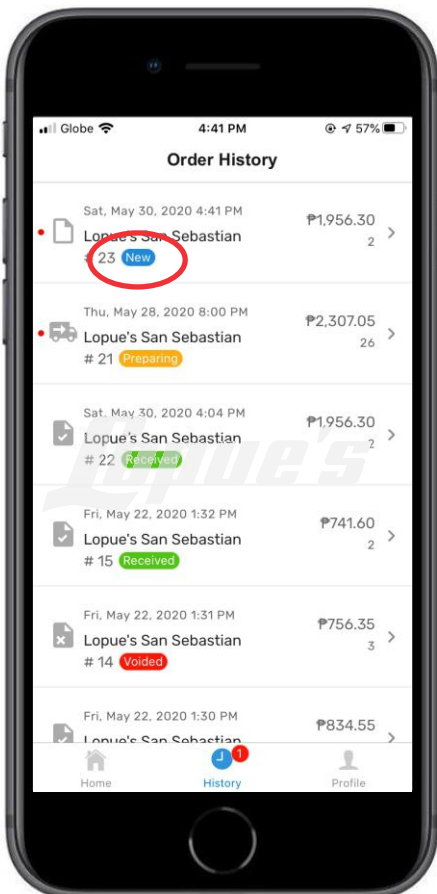 Globe 4:41 PM 57%
Order History
Sat, May 30, 2020 4:41 PM ₱1,956.30
Lopue's San Sebastian 2
# 23 New
Thu, May 28, 2020 8:00 PM ₱2,307.05
Lopue's San Sebastian 26
# 21 Preparing
Sat, May 30, 2020 4:04 PM ₱1,956.30
Lopue's San Sebastian 2
# 22 Received
Lopue's
Fri, May 22, 2020 1:32 PM ₱741.60
Lopue's San Sebastian 2
# 15 Received
Fri, May 22, 2020 1:31 PM ₱756.35
Lopue's San Sebastian 3
# 14 Voided
Fri, May 22, 2020 1:30 PM ₱834.55
Lopue's San Sebastian
1
Home History Profile